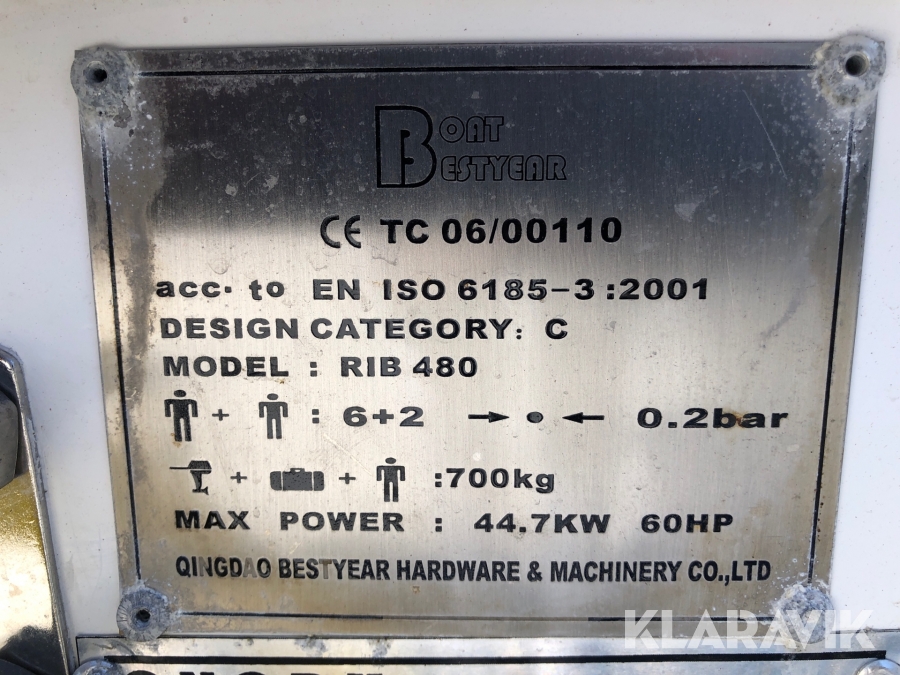 BOAT
BESTYEAR
CE TC 06/00110
acc. to EN ISO 6185-3:2001
DESIGN CATEGORY: C
MODEL : RIB 480
+ : 6+2 0.2bar
+ + :700kg
MAX POWER : 44.7KW 60HP
QINGDAO BESTYEAR HARDWARE & MACHINERY CO.,LTD
KLARAVIK